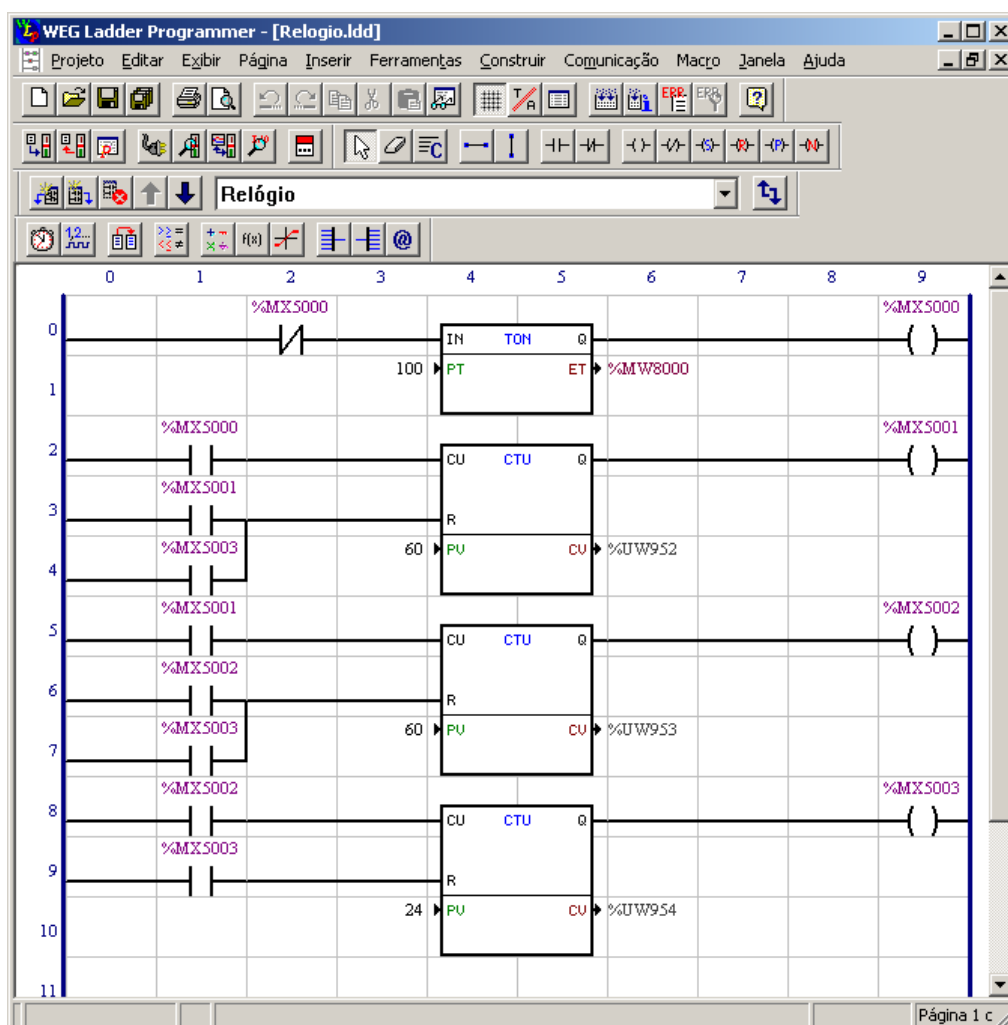 WEG Ladder Programmer - [Relogio.ldd]
Projeto Editar Exibir Página Inserir Ferramentas Construir Comunicação Macro Janela Ajuda
Relógio
0 1 2 3 4 5 6 7 8 9
%MX5000 %MX5000
0 IN TON Q
100 PT ET %MW8000
1
%MX5000 %MX5001
2 CU CTU Q
%MX5001
3 R
%MX5003 60 PV CV %UW952
4
%MX5001 %MX5002
5 CU CTU Q
%MX5002
6 R
%MX5003 60 PV CV %UW953
7
%MX5002 %MX5003
8 CU CTU Q
%MX5003
9 R
24 PV CV %UW954
10
11
Página 1 c